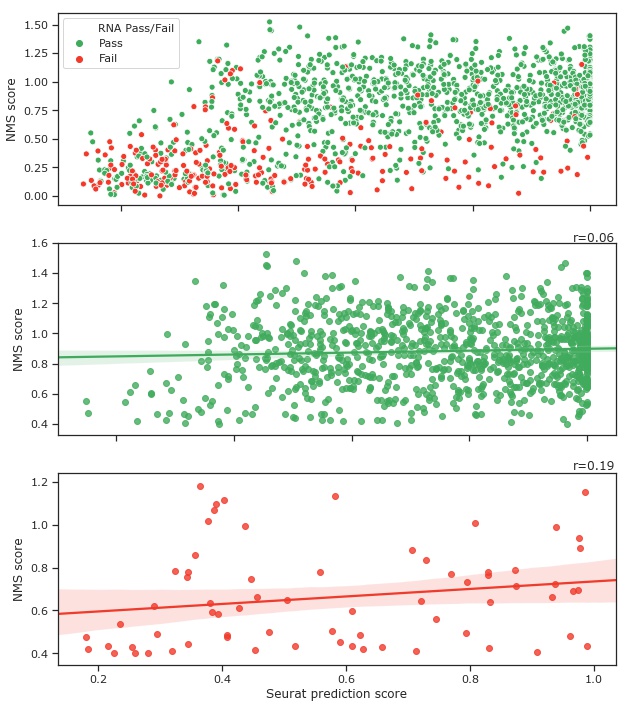 RNA Pass/Fail
Pass
Fail
1.50
1.25
1.00
0.75
0.50
0.25
0.00
NMS score
r=0.06
1.6
1.4
1.2
1.0
0.8
0.6
0.4
NMS score
r=0.19
1.2
1.0
0.8
0.6
0.4
NMS score
0.2 0.4 0.6 0.8 1.0
Seurat prediction score